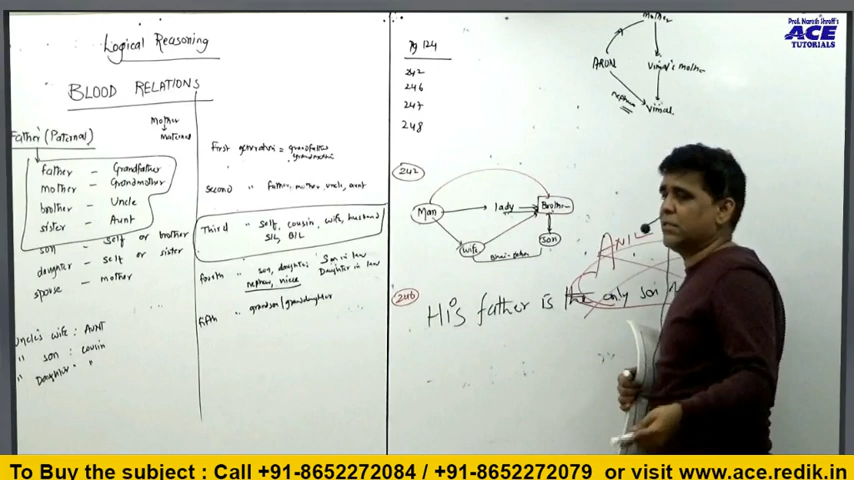 Logical Reasoning
BLOOD RELATIONS
Mother
Maternal
Father (Paternal)
father - Grandfather
mother - Grandmother
brother - Uncle
sister - Aunt
son - self or brother
daughter - self or sister
spouse - mother
Uncle's wife : AUNT
" son : cousin
" Daughter " "
First generation = grandfather
grandmother
second " father, mother, uncle, aunt
Third " self, cousin, wife, husband
SIL, BIL
fourth " son, daughter, Son in law
nephew, niece Daughter in law
fifth " grandson/granddaughter
Pg 124
242
246
247
248
mother
ARUN
Vimal's mother
nephew
Vimal
242
Man
lady
Brother
wife
son
246
ANIL
His father is only son
Prof. Naresh Shroff's
ACE
TUTORIALS
To Buy the subject : Call +91-8652272084 / +91-8652272079 or visit www.ace.redik.in